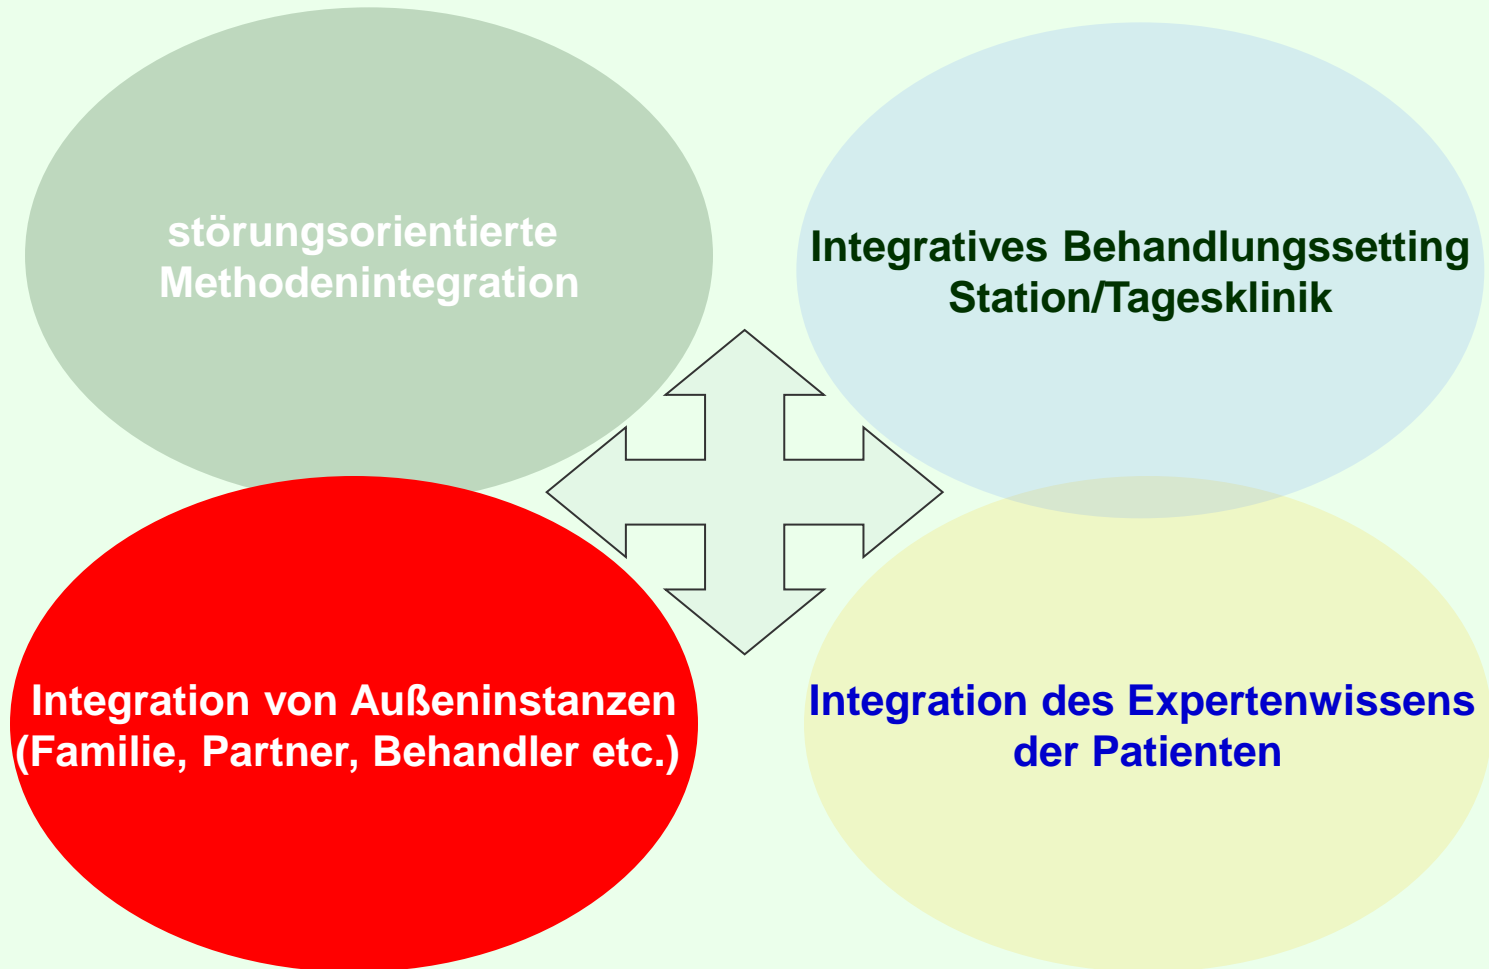 störungsorientierte
Methodenintegration
Integratives Behandlungssetting
Station/Tagesklinik
Integration von Außeninstanzen
(Familie, Partner, Behandler etc.)
Integration des Expertenwissens
der Patienten